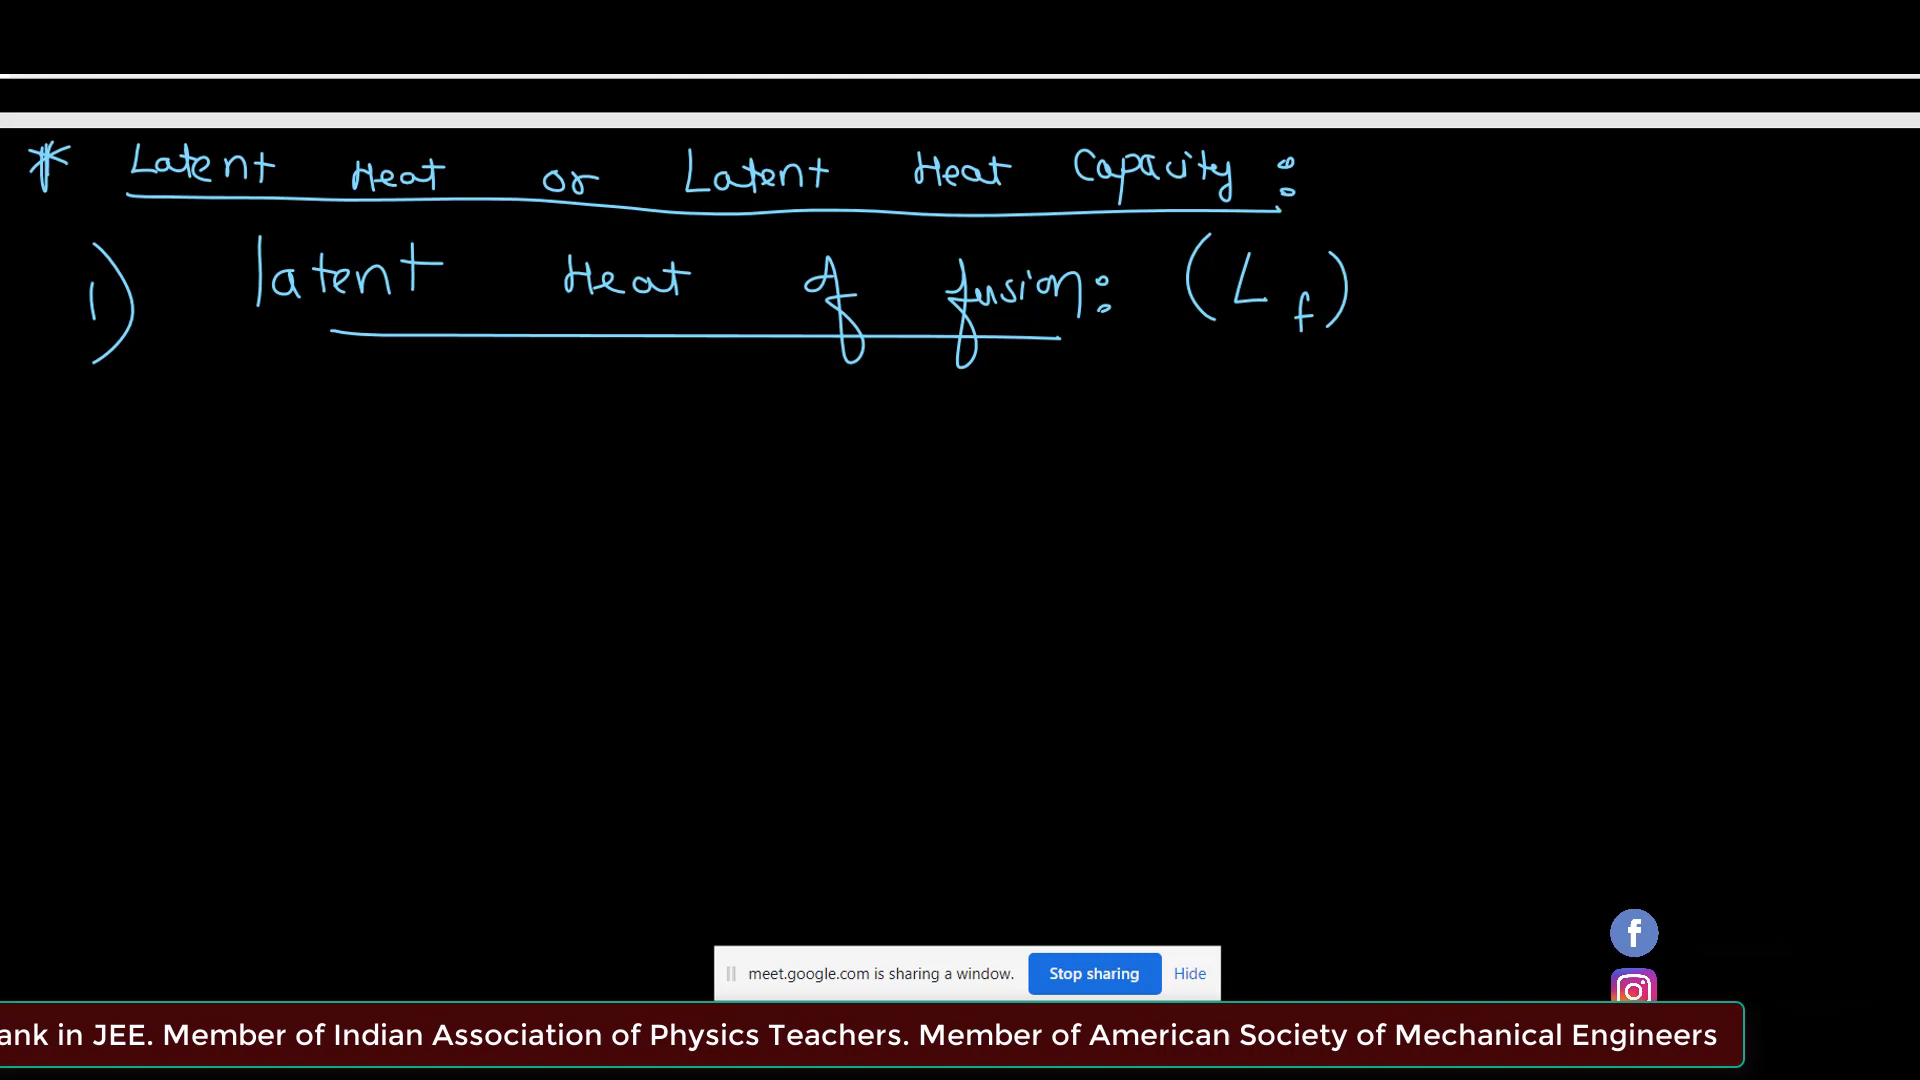 * Latent Heat or Latent Heat Capacity :
1) latent Heat of fusion: (Lf)
meet.google.com is sharing a window. Stop sharing Hide
ank in JEE. Member of Indian Association of Physics Teachers. Member of American Society of Mechanical Engineers